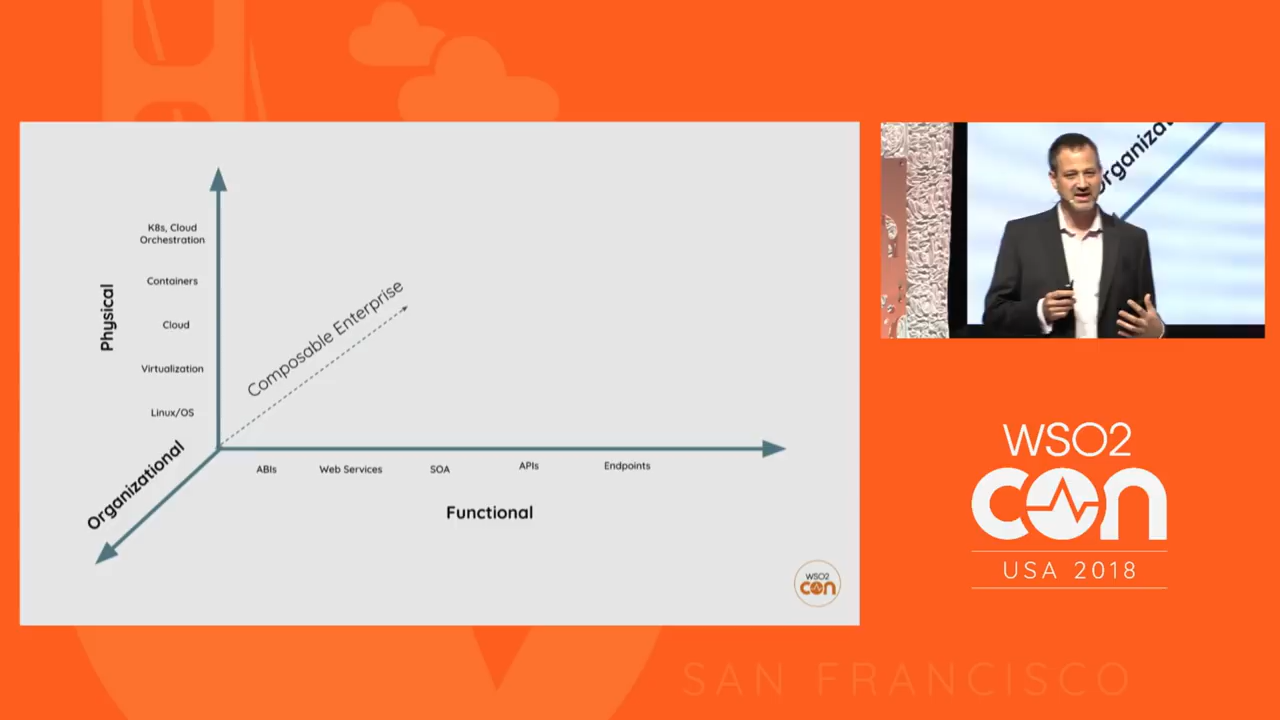 K8s, Cloud
Orchestration
Containers
Cloud
Virtualization
Linux/OS
Physical
Organizational
Composable Enterprise
ABIs
Web Services
SOA
APIs
Endpoints
Functional
WSO2
con
Organizat
WSO2
con
USA 2018
SAN FRANCISCO